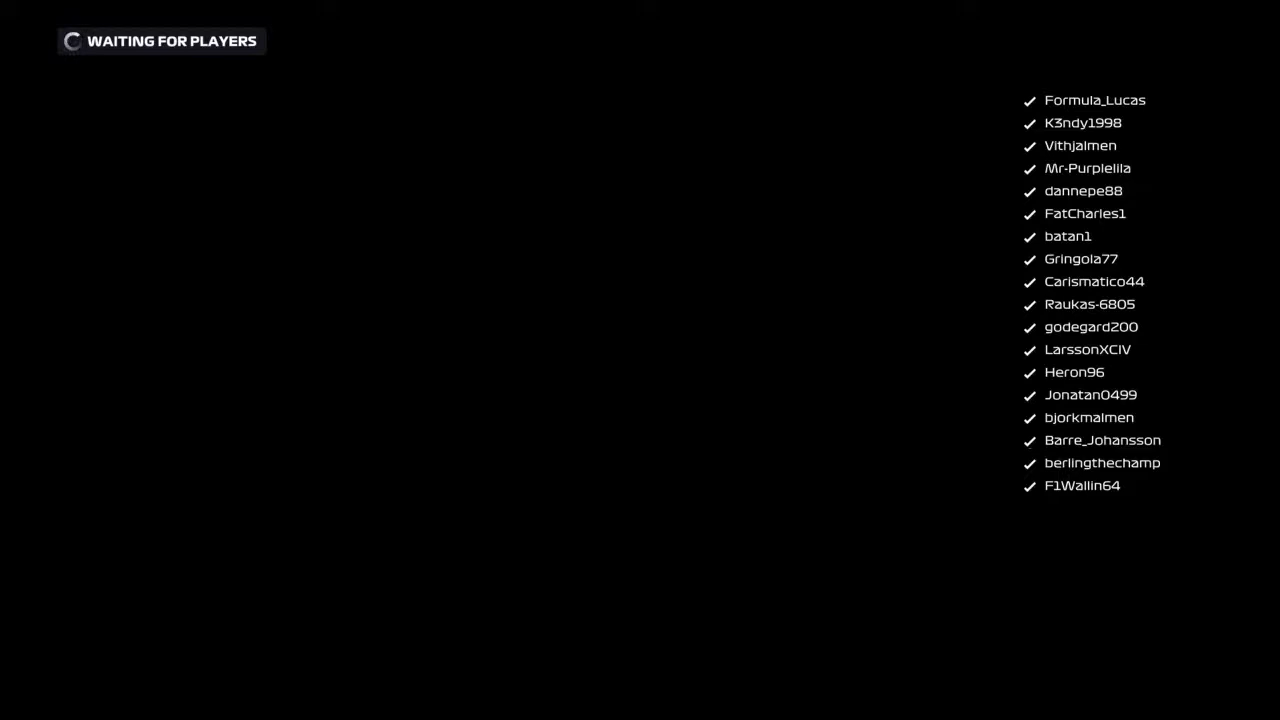 WAITING FOR PLAYERS
Formula_Lucas
K3ndy1998
Vithjalmen
Mr-Purplelila
dannepe88
FatCharles1
batan1
Gringola77
Carismatico44
Raukas-6805
godegard200
LarssonXCIV
Heron96
Jonatan0499
bjorkmalmen
Barre_Johansson
berlingthechamp
F1Wallin64